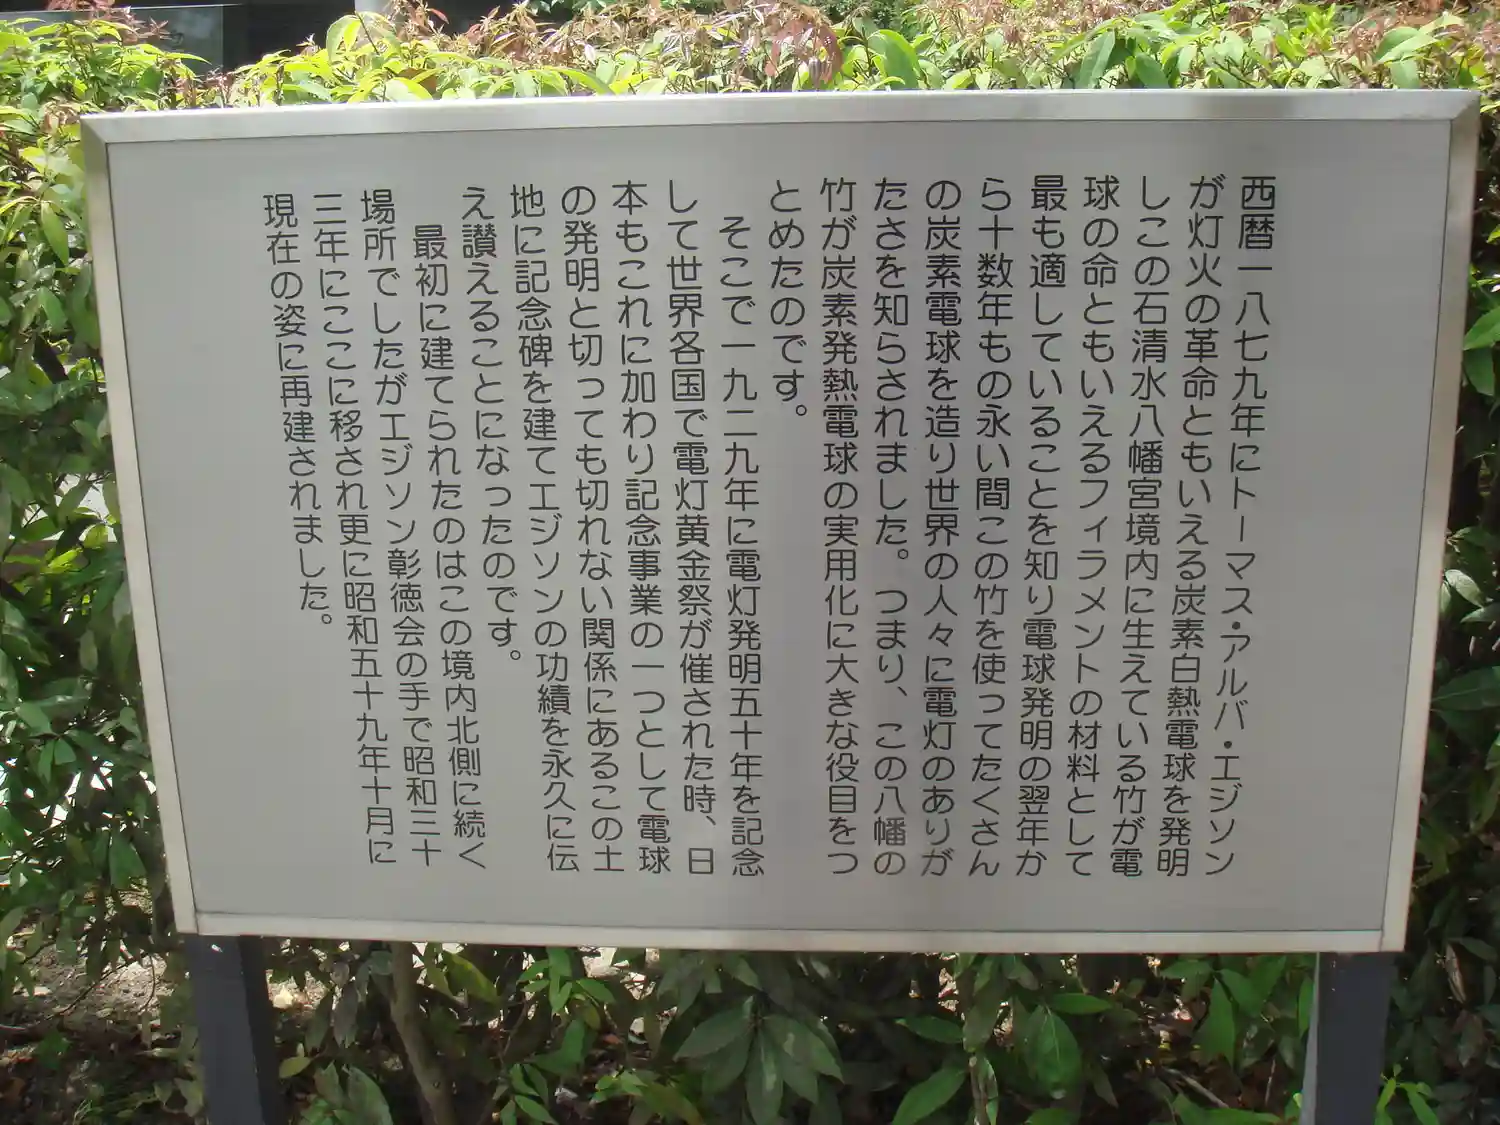 西暦一八七九年にトーマス・アルバ・エジソン
が灯火の革命ともいえる炭素白熱電球を発明
しこの石清水八幡宮境内に生えている竹が電
球の命ともいえるフィラメントの材料として
最も適していることを知り電球発明の翌年か
ら十数年もの永い間この竹を使ってたくさん
の炭素電球を造り世界の人々に電灯のありが
たさを知らされました。つまり、この八幡の
竹が炭素発熱電球の実用化に大きな役目をつ
とめたのです。
そこで一九二九年に電灯発明五十年を記念
して世界各国で電灯黄金祭が催された時、日
本もこれに加わり記念事業の一つとして電球
の発明と切っても切れない関係にあるこの土
地に記念碑を建てエジソンの功績を永久に伝
え讃えることになったのです。
最初に建てられたのはこの境内北側に続く
場所でしたがエジソン彰徳会の手で昭和三十
三年にここに移され更に昭和五十九年十月に
現在の姿に再建されました。